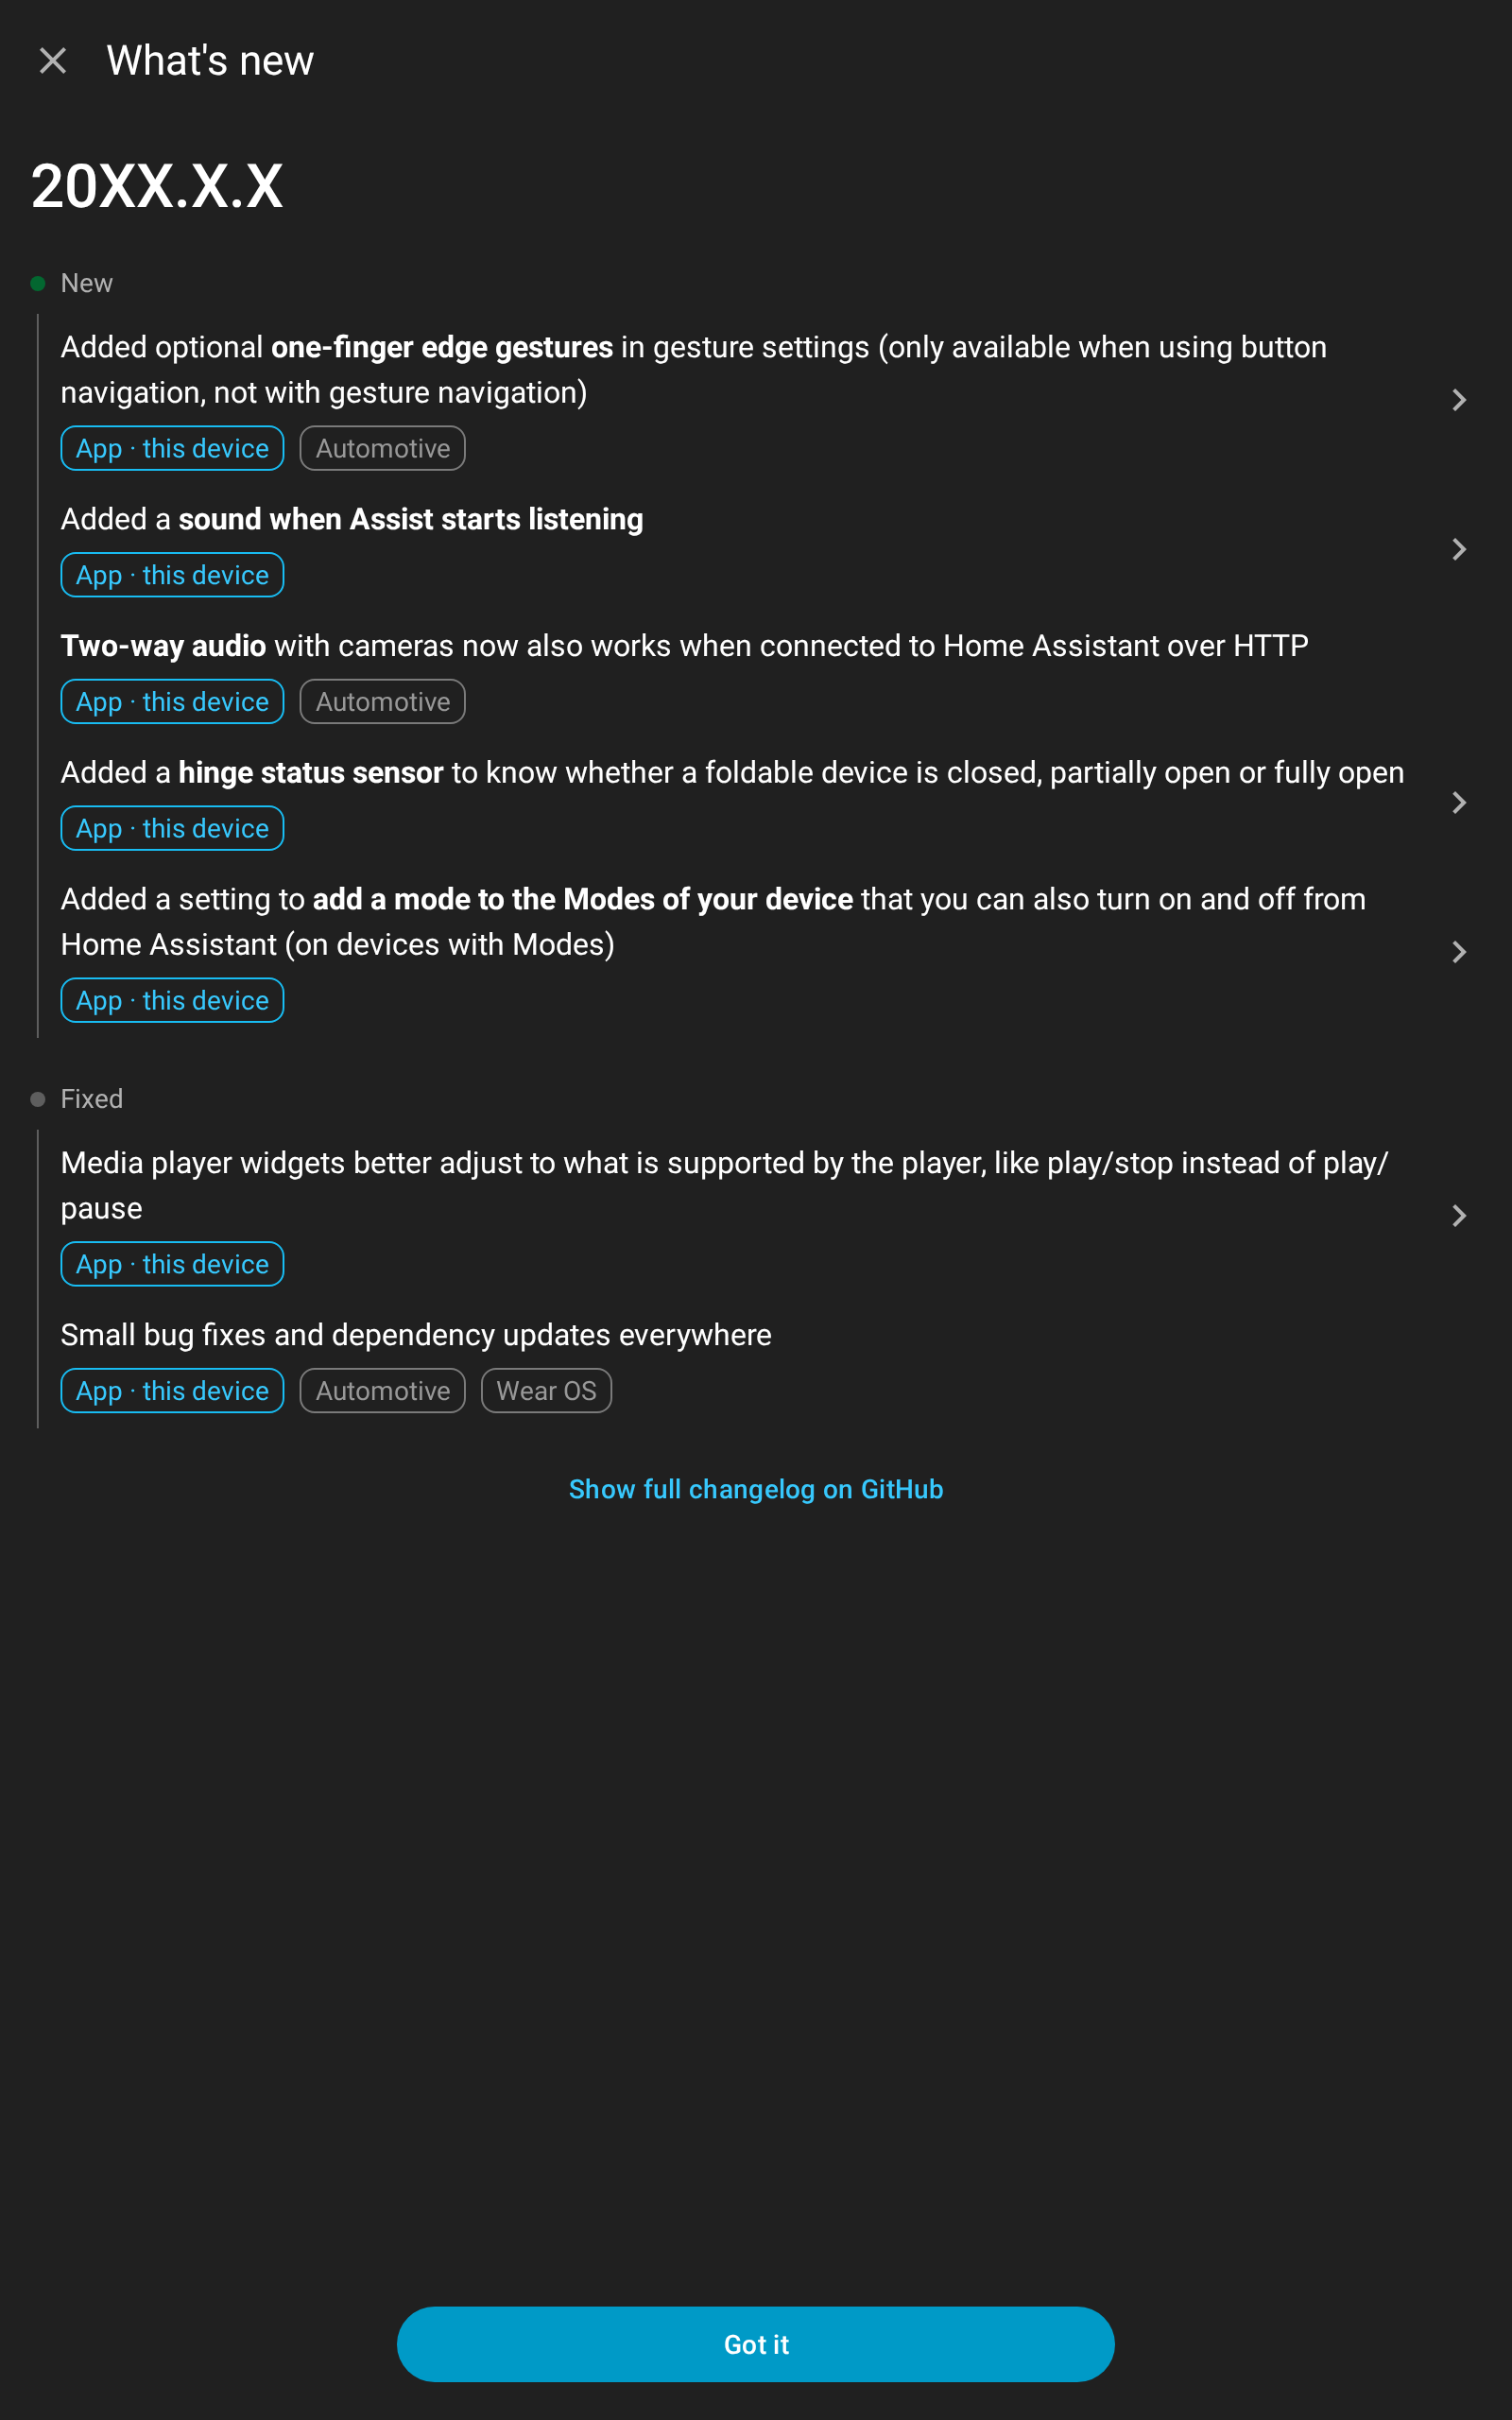 What's new
20XX.X.X
New
Added optional one-finger edge gestures in gesture settings (only available when using button
navigation, not with gesture navigation)
App · this device Automotive
Added a sound when Assist starts listening
App · this device
Two-way audio with cameras now also works when connected to Home Assistant over HTTP
App · this device Automotive
Added a hinge status sensor to know whether a foldable device is closed, partially open or fully open
App · this device
Added a setting to add a mode to the Modes of your device that you can also turn on and off from
Home Assistant (on devices with Modes)
App · this device
Fixed
Media player widgets better adjust to what is supported by the player, like play/stop instead of play/
pause
App · this device
Small bug fixes and dependency updates everywhere
App · this device Automotive Wear OS
Show full changelog on GitHub
Got it